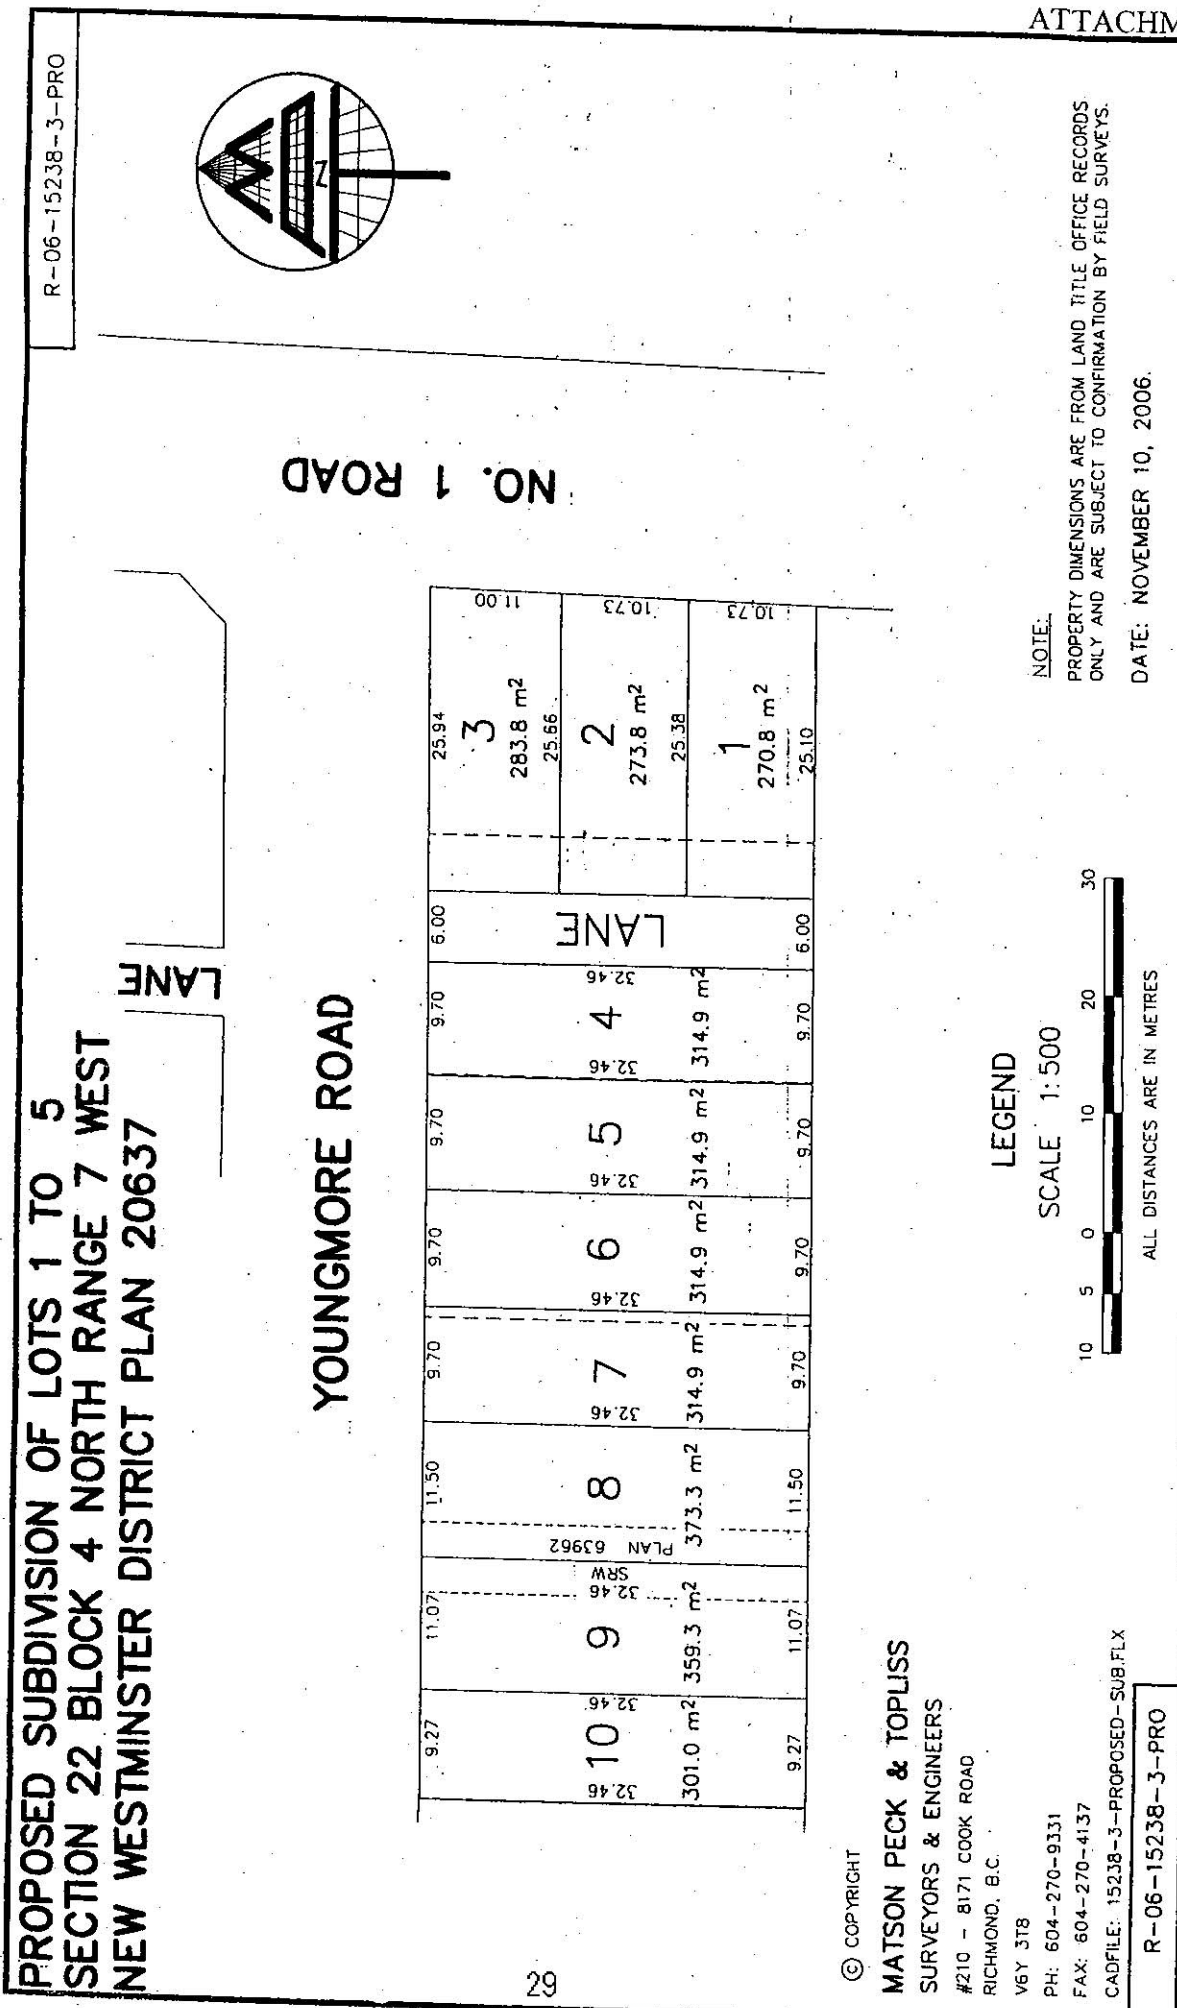 ATTACHM
R-06-15238-3-PRO
PROPOSED SUBDIVISION OF LOTS 1 TO 5
SECTION 22 BLOCK 4 NORTH RANGE 7 WEST
NEW WESTMINSTER DISTRICT PLAN 20637
N
LANE
NO. 1 ROAD
YOUNGMORE ROAD
9.27
11.07
11.50
9.70
9.70
9.70
9.70
6.00
25.94
11.00
3
283.8 m²
25.66
10.73
2
273.8 m²
25.38
10.73
1
270.8 m²
25.10
LANE
32.46
4
32.46
314.9 m²
5
32.46
314.9 m²
6
32.46
314.9 m²
7
32.46
314.9 m²
8
373.3 m²
PLAN 63962
SRW
32.46
9
359.3 m²
32.46
10
32.46
301.0 m²
9.27
11.07
11.50
9.70
9.70
9.70
9.70
6.00
29
© COPYRIGHT
MATSON PECK & TOPLISS
SURVEYORS & ENGINEERS
#210 - 8171 COOK ROAD
RICHMOND, B.C.
V6Y 3T8
PH: 604-270-9331
FAX: 604-270-4137
CADFILE: 15238-3-PROPOSED-SUB.FLX
R-06-15238-3-PRO
LEGEND
SCALE 1:500
10 5 0 10 20 30
ALL DISTANCES ARE IN METRES
NOTE:
PROPERTY DIMENSIONS ARE FROM LAND TITLE OFFICE RECORDS
ONLY AND ARE SUBJECT TO CONFIRMATION BY FIELD SURVEYS.
DATE: NOVEMBER 10, 2006.